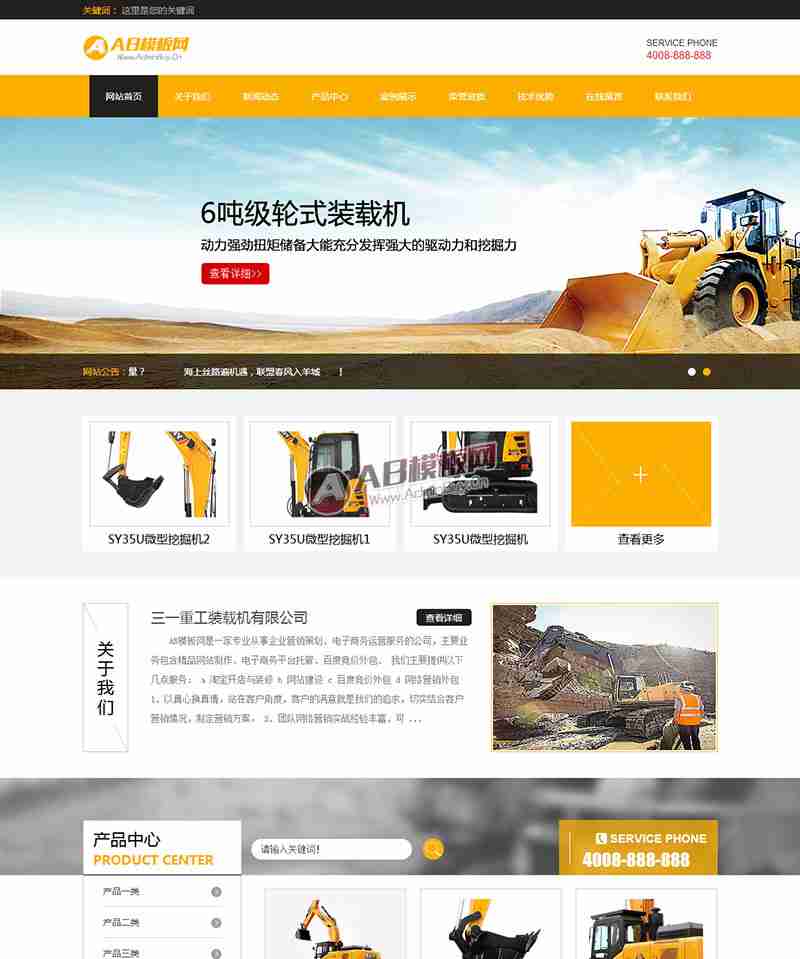 关键词： 这里是您的关键词
AB模板网
SERVICE PHONE
4008-888-888
网站首页 关于我们 新闻动态 产品中心 案例展示 荣誉资质 技术优势 在线留言 联系我们
6吨级轮式装载机
动力强劲扭矩储备大能充分发挥强大的驱动力和挖掘力
查看详细>>
网站公告：量？ 海上丝路遍机遇，联盟春风入羊城 ！
AB模板网
SY35U微型挖掘机2 SY35U微型挖掘机1 SY35U微型挖掘机 查看更多
关于我们
三一重工装载机有限公司 查看详细
AB模板网是一家专业从事企业营销策划、电子商务运营服务的公司，主要业
务包含精品网站制作、电子商务平台托管、百度竞价外包。 我们主要提供以下
几点服务： a 淘宝开店与装修 b 网站建设 c 百度竞价外包 d 网络营销外包
1、以真心换真情，站在客户角度，客户的满意就是我们的追求，切实结合客户
营销情况，制定营销方案。 2、团队网络营销实战经验丰富，可 ...
产品中心
PRODUCT CENTER
请输入关键词!
SERVICE PHONE
4008-888-888
产品一类
产品二类
产品三类